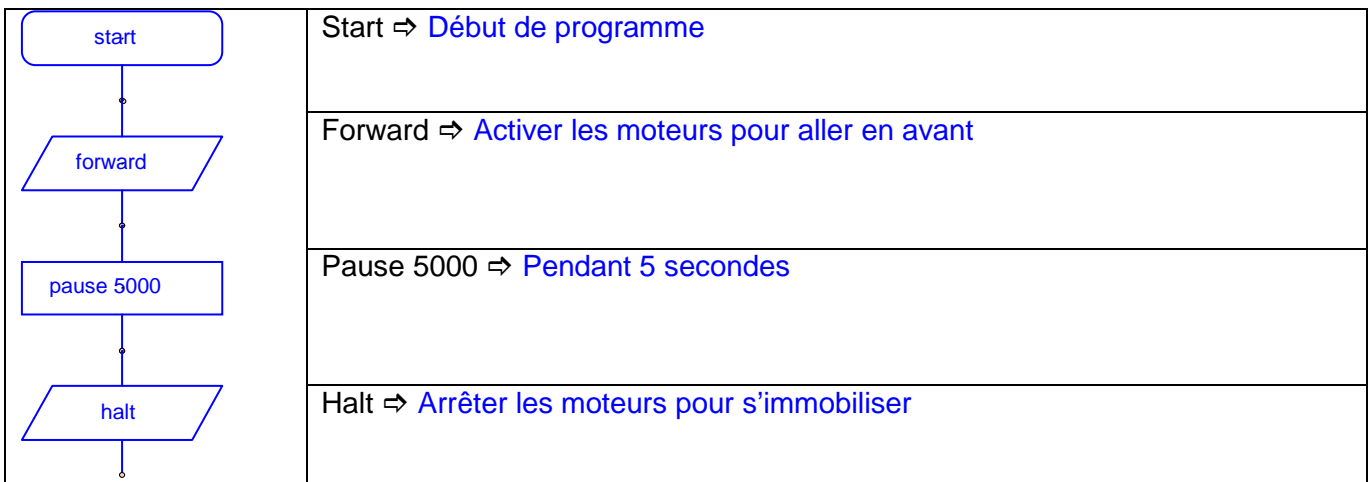 start
Start ⇨ Début de programme
forward
Forward ⇨ Activer les moteurs pour aller en avant
pause 5000
Pause 5000 ⇨ Pendant 5 secondes
halt
Halt ⇨ Arrêter les moteurs pour s’immobiliser